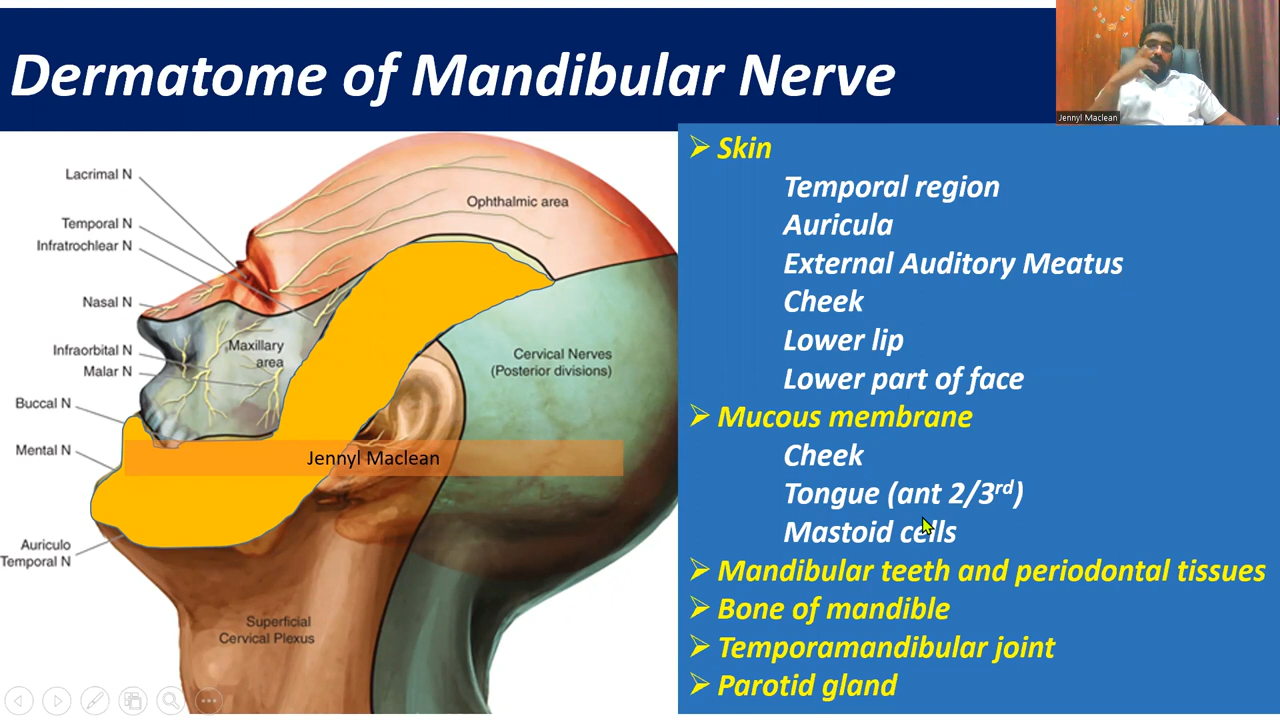 Dermatome of Mandibular Nerve
Jennyl Maclean
Lacrimal N
Temporal N
Infratrochlear N
Nasal N
Infraorbital N
Malar N
Buccal N
Mental N
Auriculo
Temporal N
Ophthalmic area
Maxillary
area
Cervical Nerves
(Posterior divisions)
Jennyl Maclean
Superficial
Cervical Plexus
➢ Skin
Temporal region
Auricula
External Auditory Meatus
Cheek
Lower lip
Lower part of face
➢ Mucous membrane
Cheek
Tongue (ant 2/3rd)
Mastoid cells
➢ Mandibular teeth and periodontal tissues
➢ Bone of mandible
➢ Temporamandibular joint
➢ Parotid gland